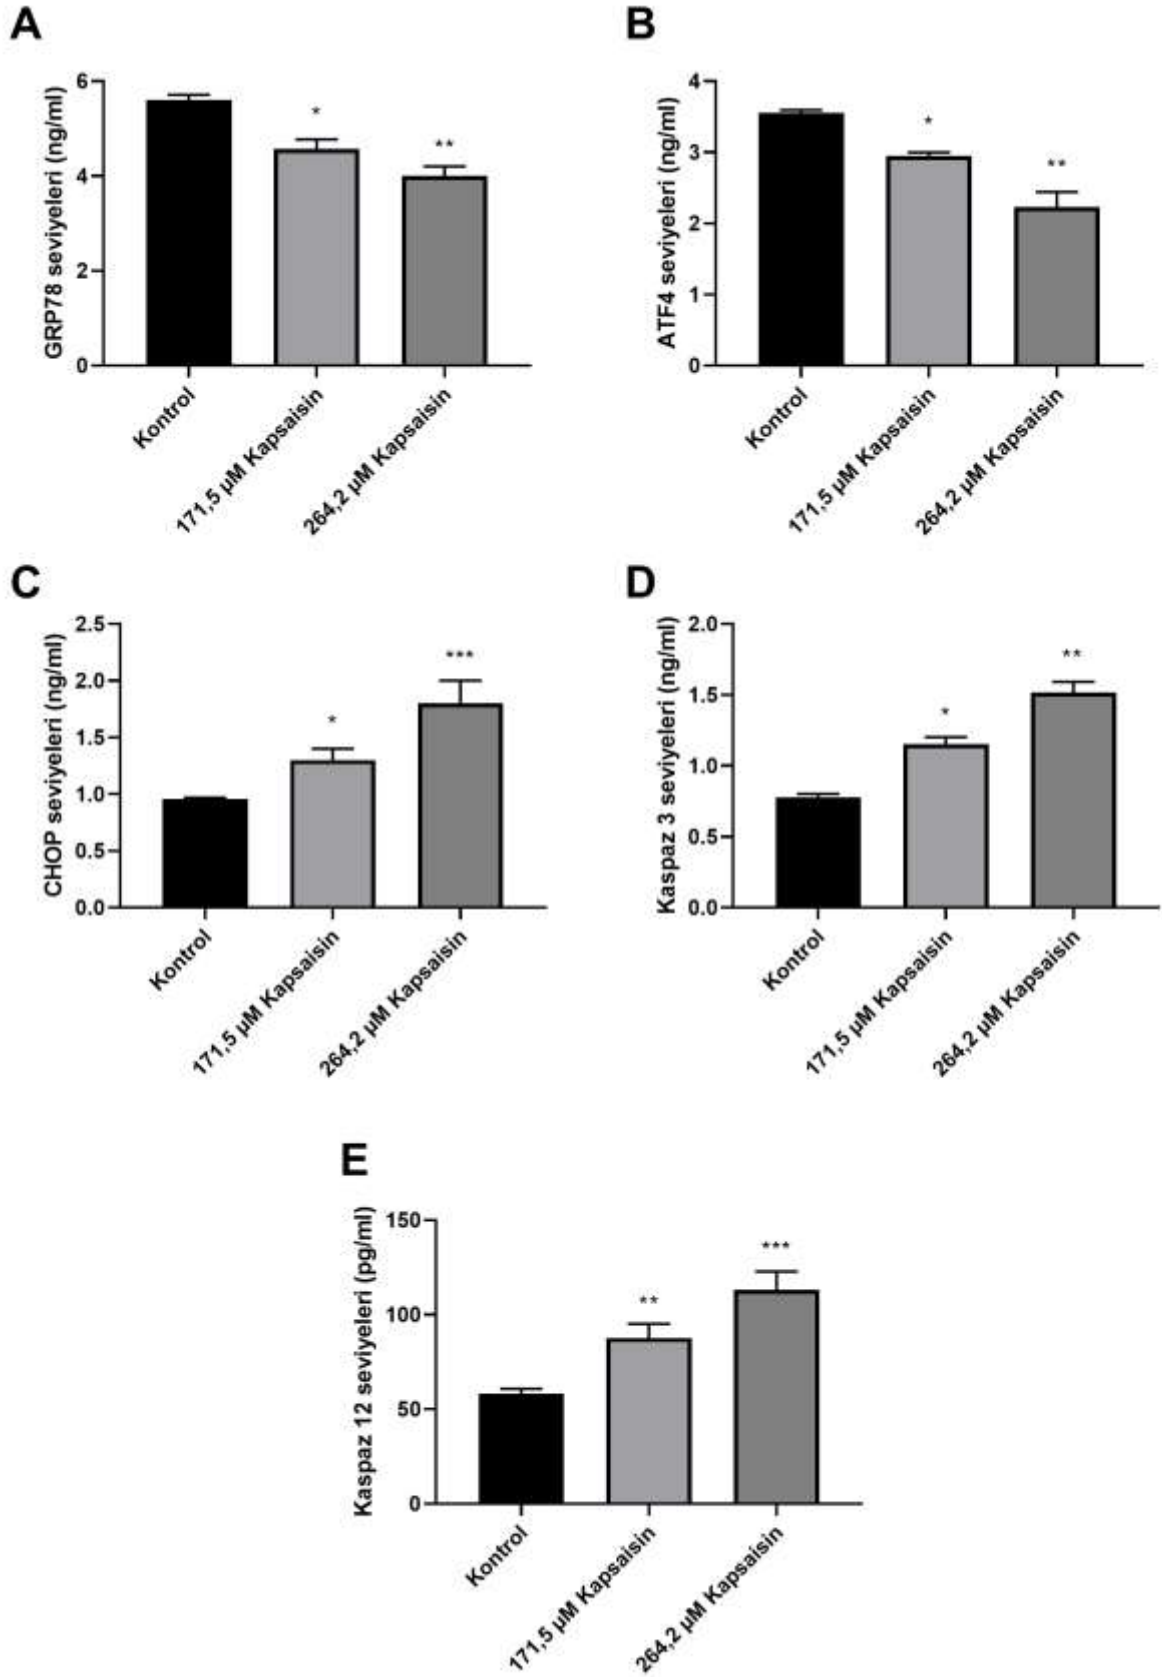 A
GRP78 seviyeleri (ng/ml)
6
4
2
0
*
**
Kontrol
171,5 µM Kapsaisin
264,2 µM Kapsaisin
B
ATF4 seviyeleri (ng/ml)
4
3
2
1
0
*
**
Kontrol
171,5 µM Kapsaisin
264,2 µM Kapsaisin
C
CHOP seviyeleri (ng/ml)
2.5
2.0
1.5
1.0
0.5
0.0
*
***
Kontrol
171,5 µM Kapsaisin
264,2 µM Kapsaisin
D
Kaspaz 3 seviyeleri (ng/ml)
2.0
1.5
1.0
0.5
0.0
*
**
Kontrol
171,5 µM Kapsaisin
264,2 µM Kapsaisin
E
Kaspaz 12 seviyeleri (pg/ml)
150
100
50
0
**
***
Kontrol
171,5 µM Kapsaisin
264,2 µM Kapsaisin